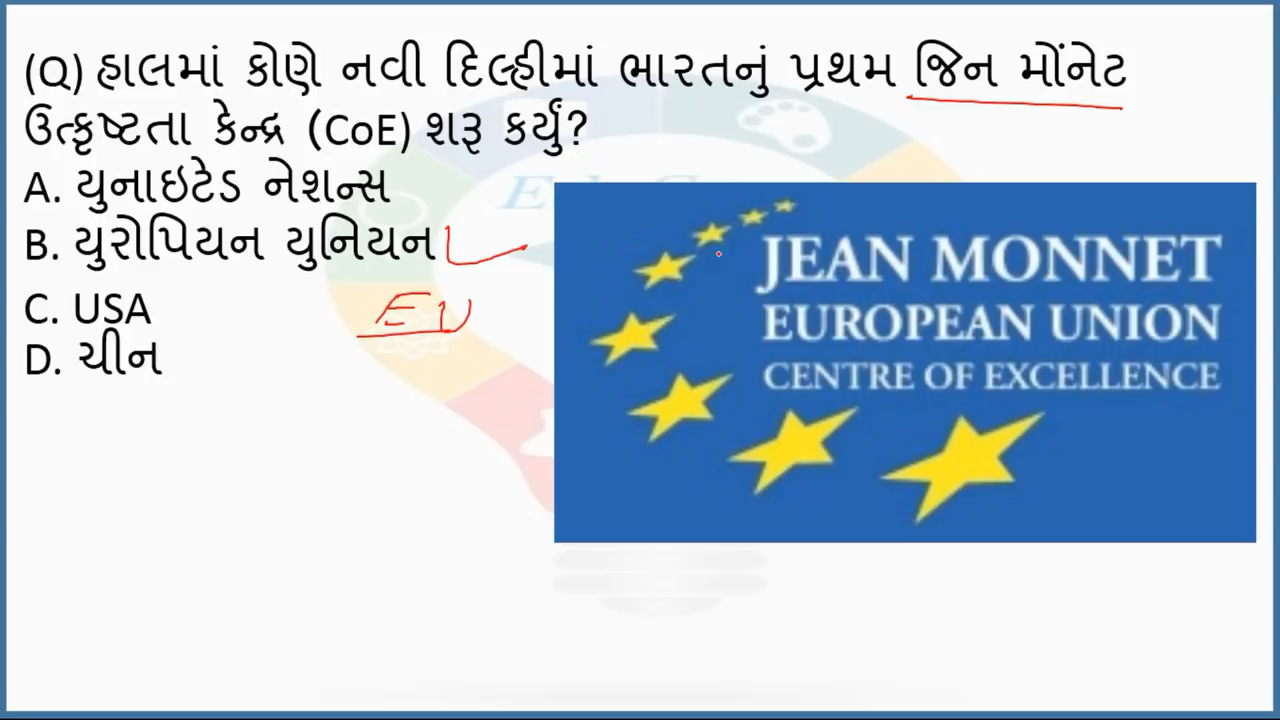 (Q) હાલમાં કોણે નવી દિલ્હીમાં ભારતનું પ્રથમ જિન મોંનેટ
ઉત્કૃષ્ટતા કેન્દ્ર (CoE) શરૂ કર્યું?
A. યુનાઇટેડ નેશન્સ
B. યુરોપિયન યુનિયન
C. USA
EU
D. ચીન
JEAN MONNET
EUROPEAN UNION
CENTRE OF EXCELLENCE